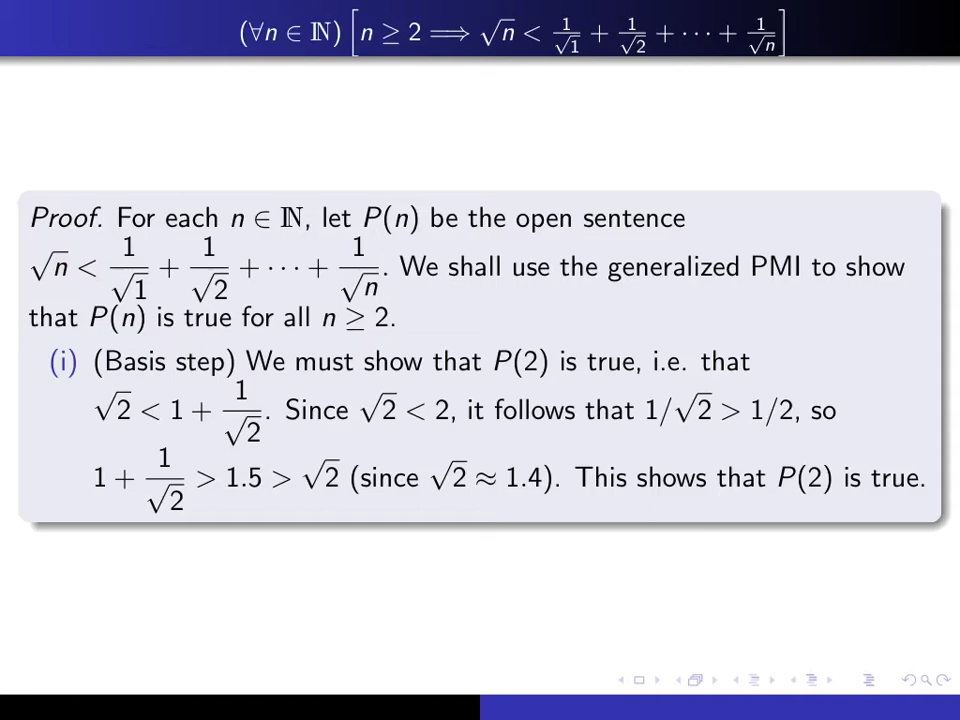 (∀n ∈ ℕ) [n ≥ 2 ⟹ √n < 1/√1 + 1/√2 + ··· + 1/√n]
Proof. For each n ∈ ℕ, let P(n) be the open sentence
√n < 1/√1 + 1/√2 + ··· + 1/√n. We shall use the generalized PMI to show
that P(n) is true for all n ≥ 2.
(i) (Basis step) We must show that P(2) is true, i.e. that
√2 < 1 + 1/√2. Since √2 < 2, it follows that 1/√2 > 1/2, so
1 + 1/√2 > 1.5 > √2 (since √2 ≈ 1.4). This shows that P(2) is true.